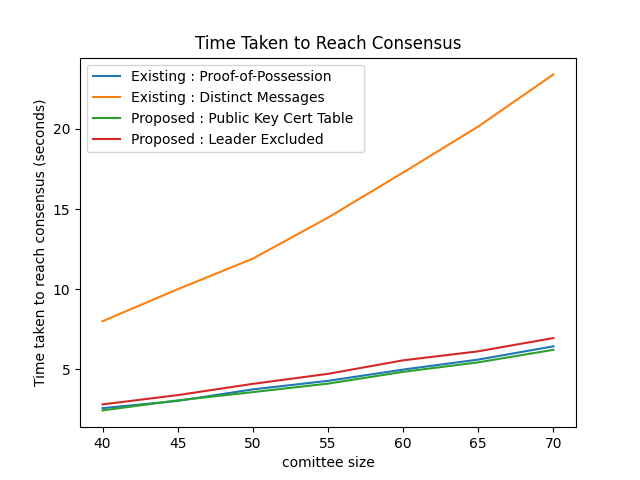 Time Taken to Reach Consensus
Existing : Proof-of-Possession
Existing : Distinct Messages
Proposed : Public Key Cert Table
Proposed : Leader Excluded
Time taken to reach consensus (seconds)
20
15
10
5
40 45 50 55 60 65 70
comittee size